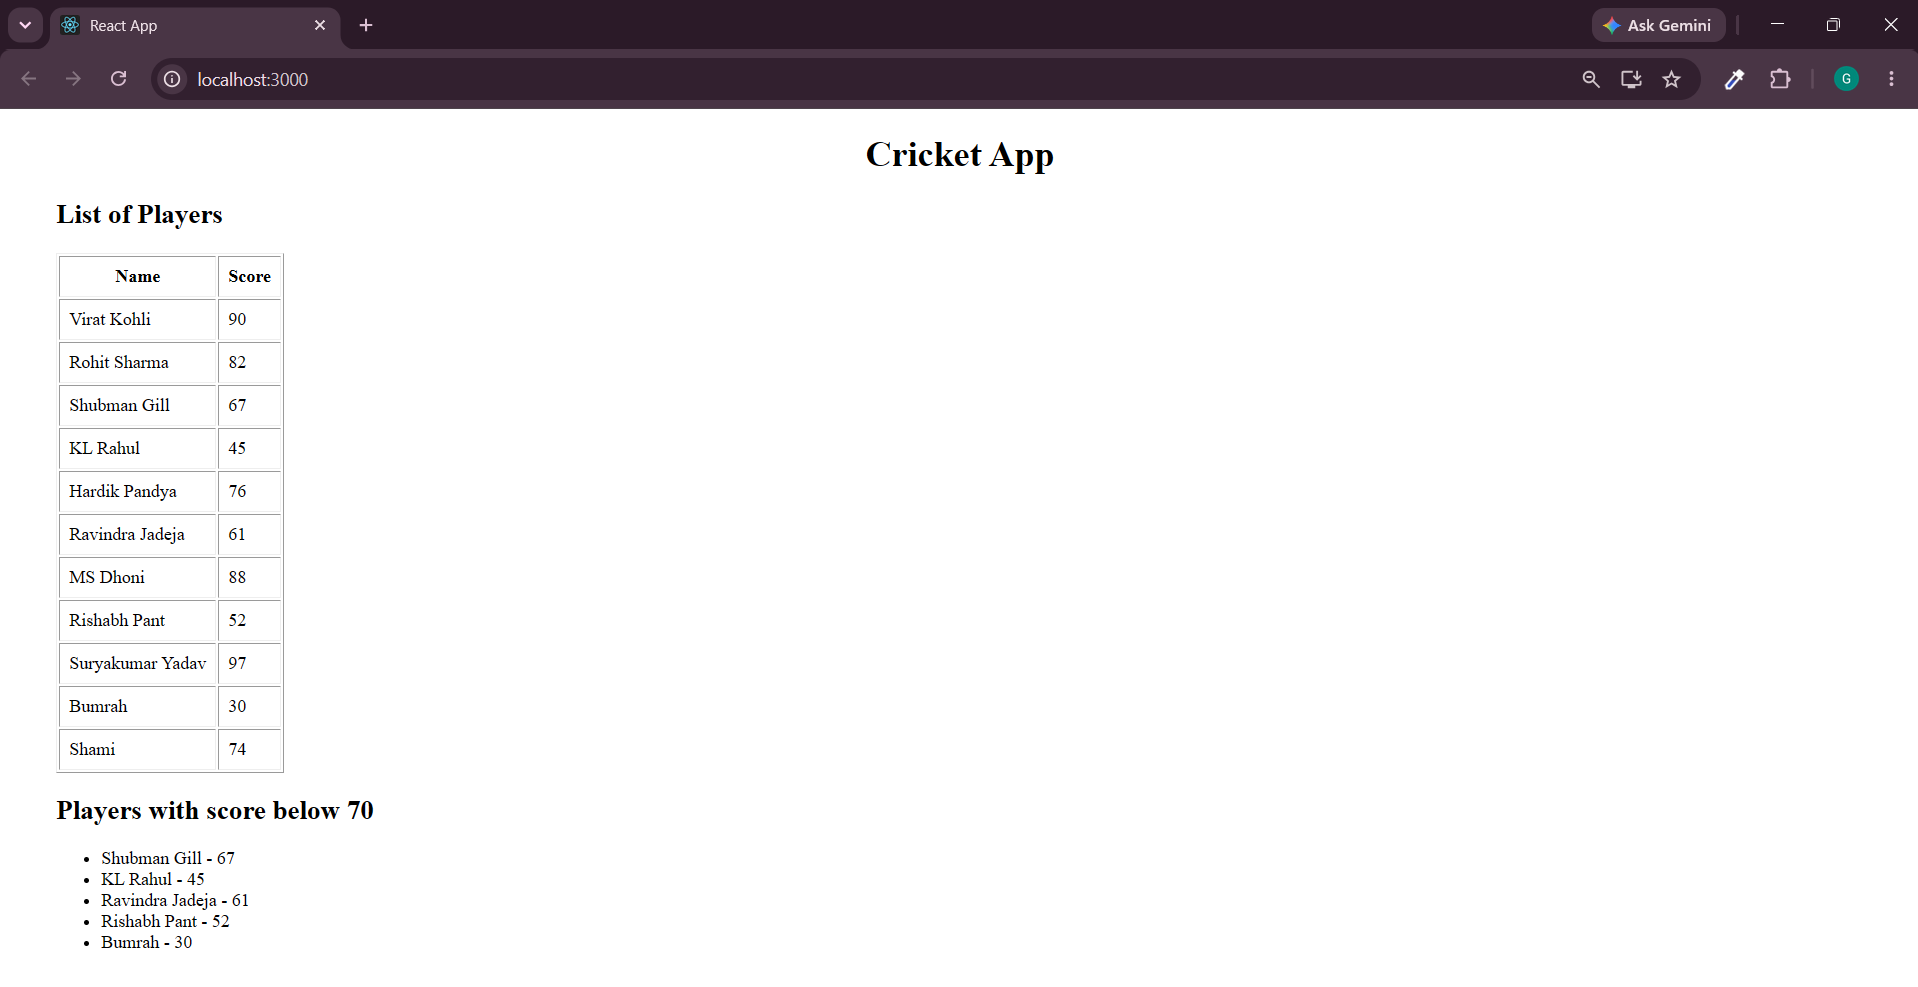 React App
Ask Gemini
localhost:3000
G
Cricket App
List of Players
Name Score
Virat Kohli 90
Rohit Sharma 82
Shubman Gill 67
KL Rahul 45
Hardik Pandya 76
Ravindra Jadeja 61
MS Dhoni 88
Rishabh Pant 52
Suryakumar Yadav 97
Bumrah 30
Shami 74
Players with score below 70
• Shubman Gill - 67
• KL Rahul - 45
• Ravindra Jadeja - 61
• Rishabh Pant - 52
• Bumrah - 30